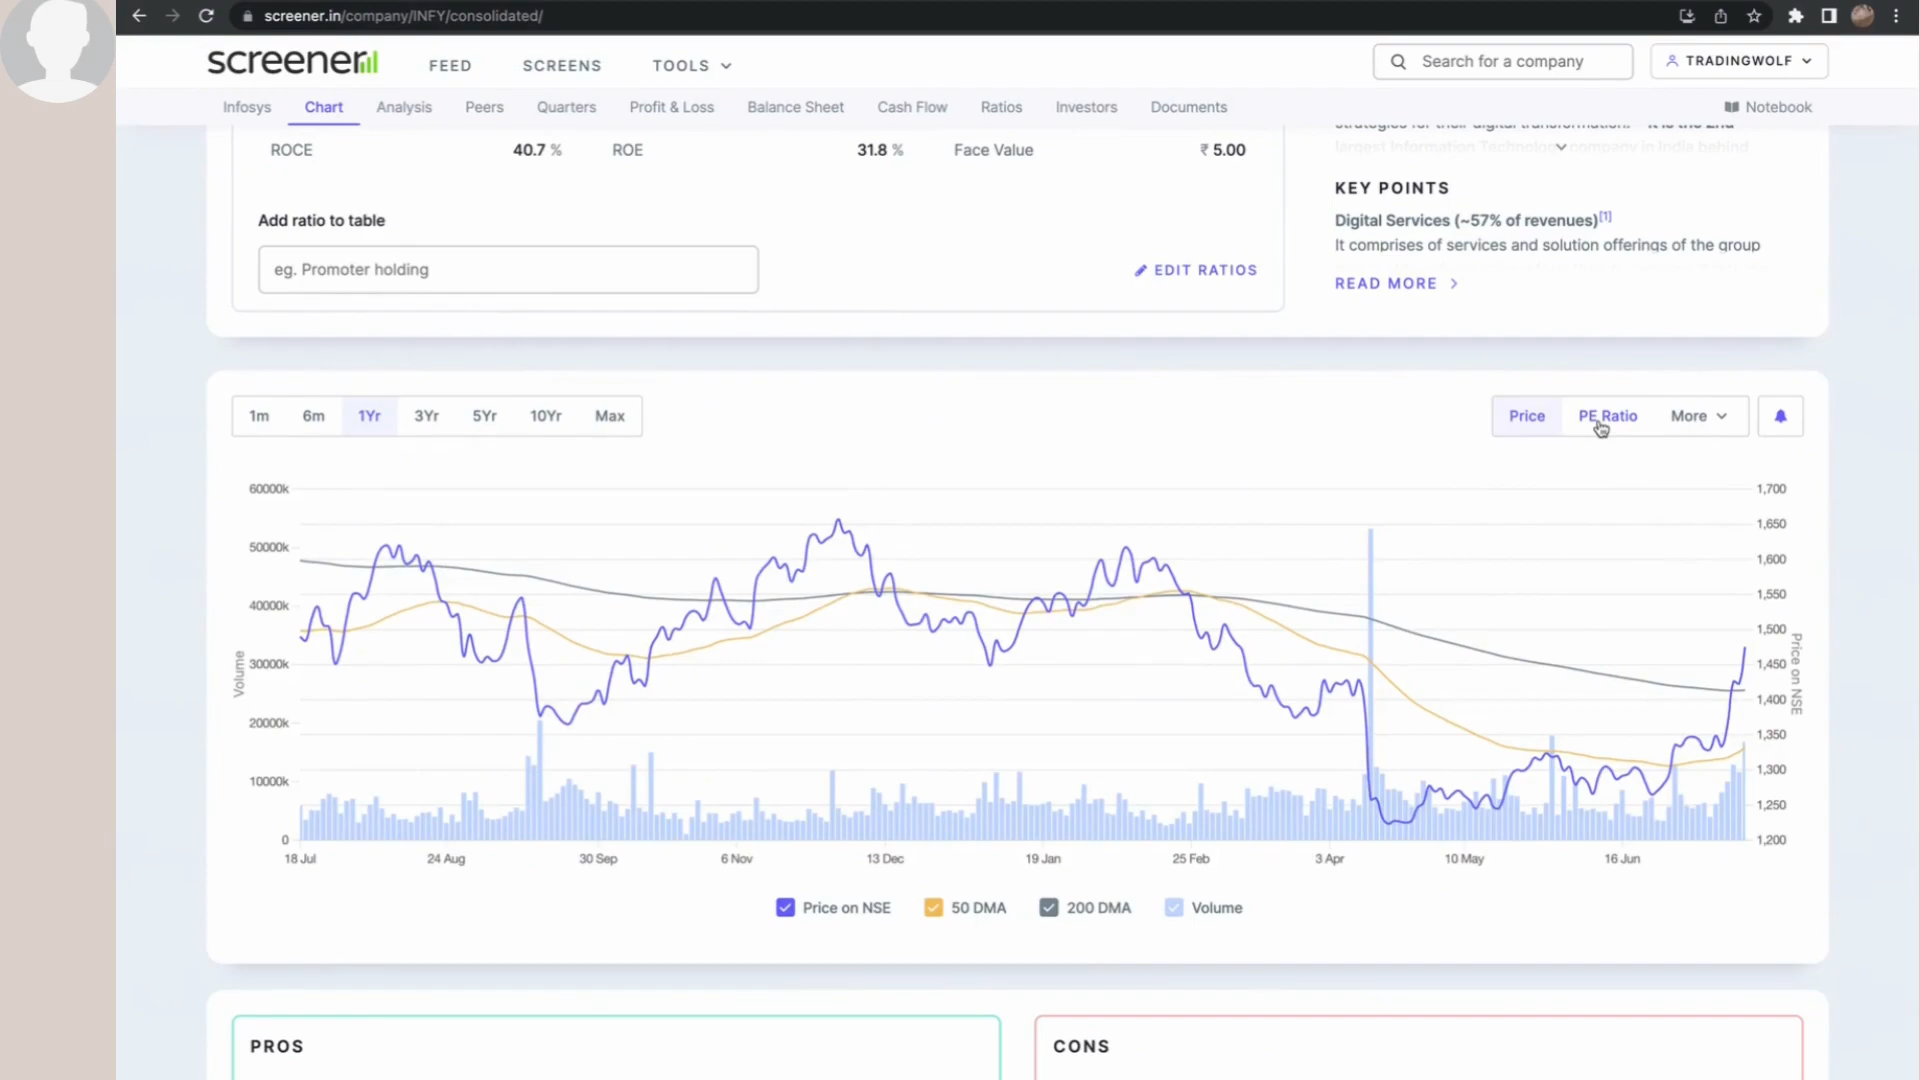 screener.in/company/INFY/consolidated/
screener
FEED
SCREENS
TOOLS
Search for a company
TRADINGWOLF
Infosys
Chart
Analysis
Peers
Quarters
Profit & Loss
Balance Sheet
Cash Flow
Ratios
Investors
Documents
Notebook
ROCE 40.7 %
ROE 31.8 %
Face Value ₹ 5.00
largest Information Technology company in India behind
KEY POINTS
Digital Services (~57% of revenues)[1]
It comprises of services and solution offerings of the group
READ MORE
Add ratio to table
eg. Promoter holding
EDIT RATIOS
1m 6m 1Yr 3Yr 5Yr 10Yr Max
Price PE Ratio More
60000k
50000k
40000k
30000k
20000k
10000k
0
Volume
1,700
1,650
1,600
1,550
1,500
1,450
1,400
1,350
1,300
1,250
1,200
Price on NSE
18 Jul 24 Aug 30 Sep 6 Nov 13 Dec 19 Jan 25 Feb 3 Apr 10 May 16 Jun
Price on NSE 50 DMA 200 DMA Volume
PROS
CONS